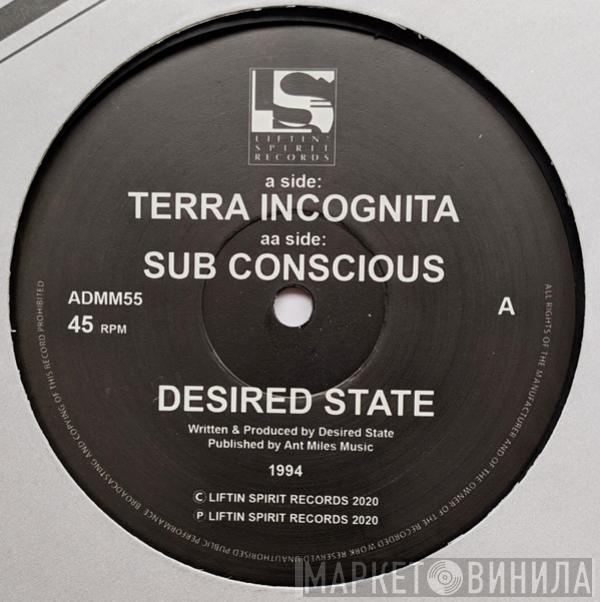 LS
LIFTIN'
SPIRIT
RECORDS
a side:
TERRA INCOGNITA
aa side:
SUB CONSCIOUS
ADMM55
45 RPM
A
DESIRED STATE
Written & Produced by Desired State
Published by Ant Miles Music
1994
© LIFTIN SPIRIT RECORDS 2020
℗ LIFTIN SPIRIT RECORDS 2020
ALL RIGHTS OF THE MANUFACTURER AND OF THE OWNER OF THE RECORDED WORK RESERVED UNAUTHORISED PUBLIC PERFORMANCE BROADCASTING AND COPYING OF THIS RECORD PROHIBITED
МАРКЕТ ВИНИЛА